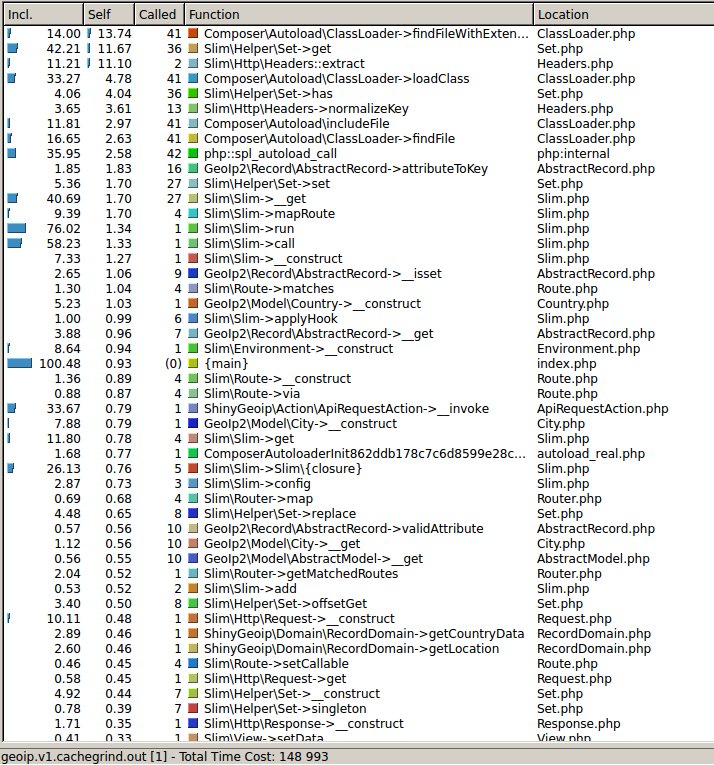 Incl. Self Called Function Location
14.00 13.74 41 Composer\Autoload\ClassLoader->findFileWithExten... ClassLoader.php
42.21 11.67 36 Slim\Helper\Set->get Set.php
11.21 11.10 2 Slim\Http\Headers::extract Headers.php
33.27 4.78 41 Composer\Autoload\ClassLoader->loadClass ClassLoader.php
4.06 4.04 36 Slim\Helper\Set->has Set.php
3.65 3.61 13 Slim\Http\Headers->normalizeKey Headers.php
11.81 2.97 41 Composer\Autoload\includeFile ClassLoader.php
16.65 2.63 41 Composer\Autoload\ClassLoader->findFile ClassLoader.php
35.95 2.58 42 php::spl_autoload_call php:internal
1.85 1.83 16 GeoIp2\Record\AbstractRecord->attributeToKey AbstractRecord.php
5.36 1.70 27 Slim\Helper\Set->set Set.php
40.69 1.70 27 Slim\Slim->__get Slim.php
9.39 1.70 4 Slim\Slim->mapRoute Slim.php
76.02 1.34 1 Slim\Slim->run Slim.php
58.23 1.33 1 Slim\Slim->call Slim.php
7.33 1.27 1 Slim\Slim->__construct Slim.php
2.65 1.06 9 GeoIp2\Record\AbstractRecord->__isset AbstractRecord.php
1.30 1.04 4 Slim\Route->matches Route.php
5.23 1.03 1 GeoIp2\Model\Country->__construct Country.php
1.00 0.99 6 Slim\Slim->applyHook Slim.php
3.88 0.96 7 GeoIp2\Record\AbstractRecord->__get AbstractRecord.php
8.64 0.94 1 Slim\Environment->__construct Environment.php
100.48 0.93 (0) {main} index.php
1.36 0.89 4 Slim\Route->__construct Route.php
0.88 0.87 4 Slim\Route->via Route.php
33.67 0.79 1 ShinyGeoip\Action\ApiRequestAction->__invoke ApiRequestAction.php
7.88 0.79 1 GeoIp2\Model\City->__construct City.php
11.80 0.78 4 Slim\Slim->get Slim.php
1.68 0.77 1 ComposerAutoloaderInit862ddb178c7c6d8599e28c... autoload_real.php
26.13 0.76 5 Slim\Slim->Slim\{closure} Slim.php
2.87 0.73 3 Slim\Slim->config Slim.php
0.69 0.68 4 Slim\Router->map Router.php
4.48 0.65 8 Slim\Helper\Set->replace Set.php
0.57 0.56 10 GeoIp2\Record\AbstractRecord->validAttribute AbstractRecord.php
1.12 0.56 10 GeoIp2\Model\City->__get City.php
0.56 0.55 10 GeoIp2\Model\AbstractModel->__get AbstractModel.php
2.04 0.52 1 Slim\Router->getMatchedRoutes Router.php
0.53 0.52 2 Slim\Slim->add Slim.php
3.40 0.50 8 Slim\Helper\Set->offsetGet Set.php
10.11 0.48 1 Slim\Http\Request->__construct Request.php
2.89 0.46 1 ShinyGeoip\Domain\RecordDomain->getCountryData RecordDomain.php
2.60 0.46 1 ShinyGeoip\Domain\RecordDomain->getLocation RecordDomain.php
0.46 0.45 4 Slim\Route->setCallable Route.php
0.58 0.45 1 Slim\Http\Request->get Request.php
4.92 0.44 7 Slim\Helper\Set->__construct Set.php
0.78 0.39 7 Slim\Helper\Set->singleton Set.php
1.71 0.35 1 Slim\Http\Response->__construct Response.php
0.41 0.33 1 Slim\View->setData View.php
geoip.v1.cachegrind.out [1] - Total Time Cost: 148 993